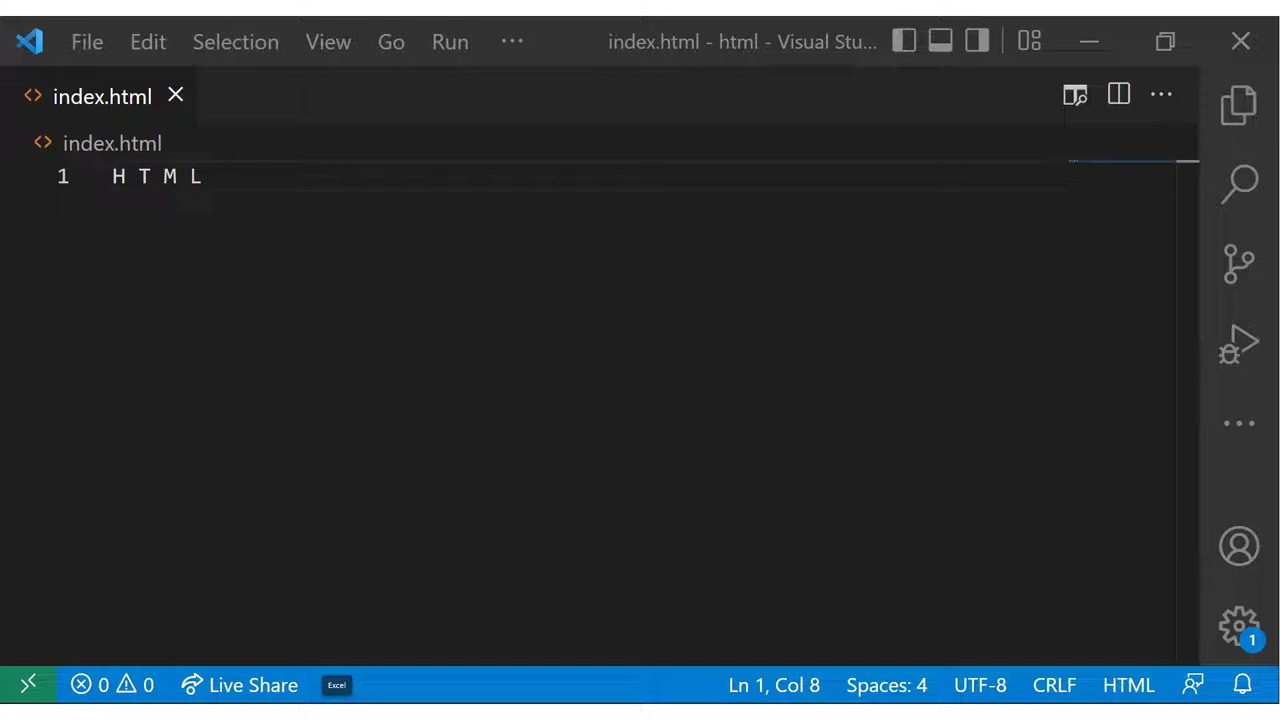 File Edit Selection View Go Run ··· index.html - html - Visual Stu...
index.html
index.html
1 H T M L
0 0 Live Share Excel Ln 1, Col 8 Spaces: 4 UTF-8 CRLF HTML
1